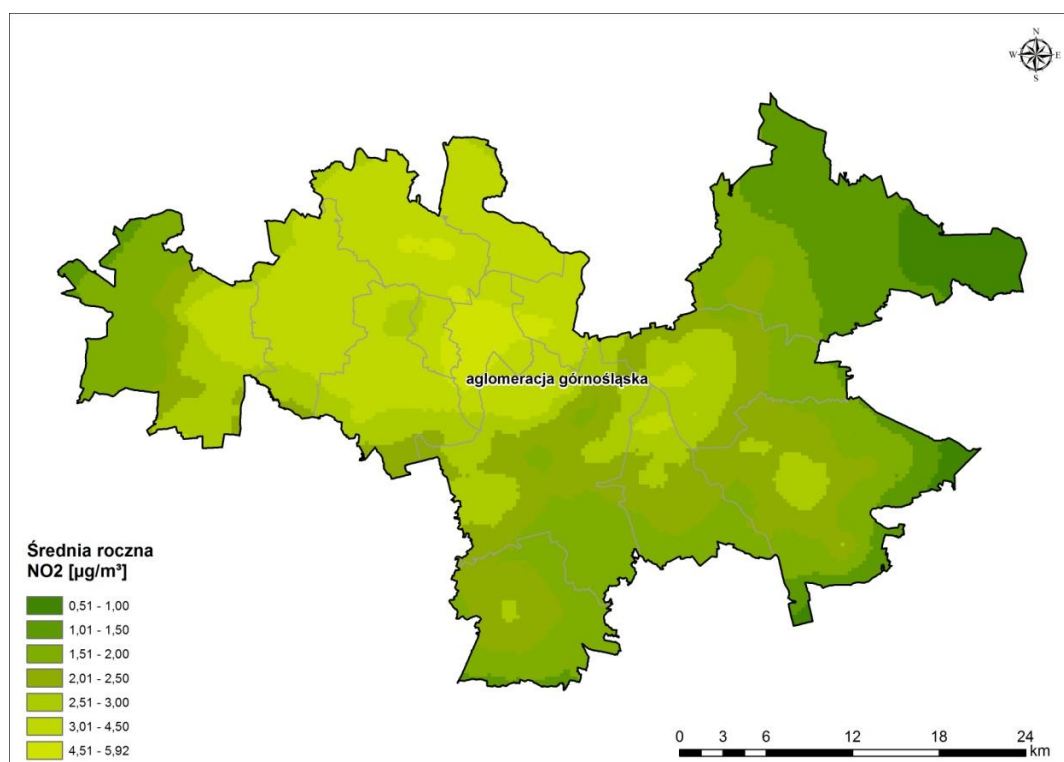 N
W E
S
aglomeracja górnośląska
Średnia roczna
NO2 [µg/m³]
0,51 - 1,00
1,01 - 1,50
1,51 - 2,00
2,01 - 2,50
2,51 - 3,00
3,01 - 4,50
4,51 - 5,92
0 3 6 12 18 24
km